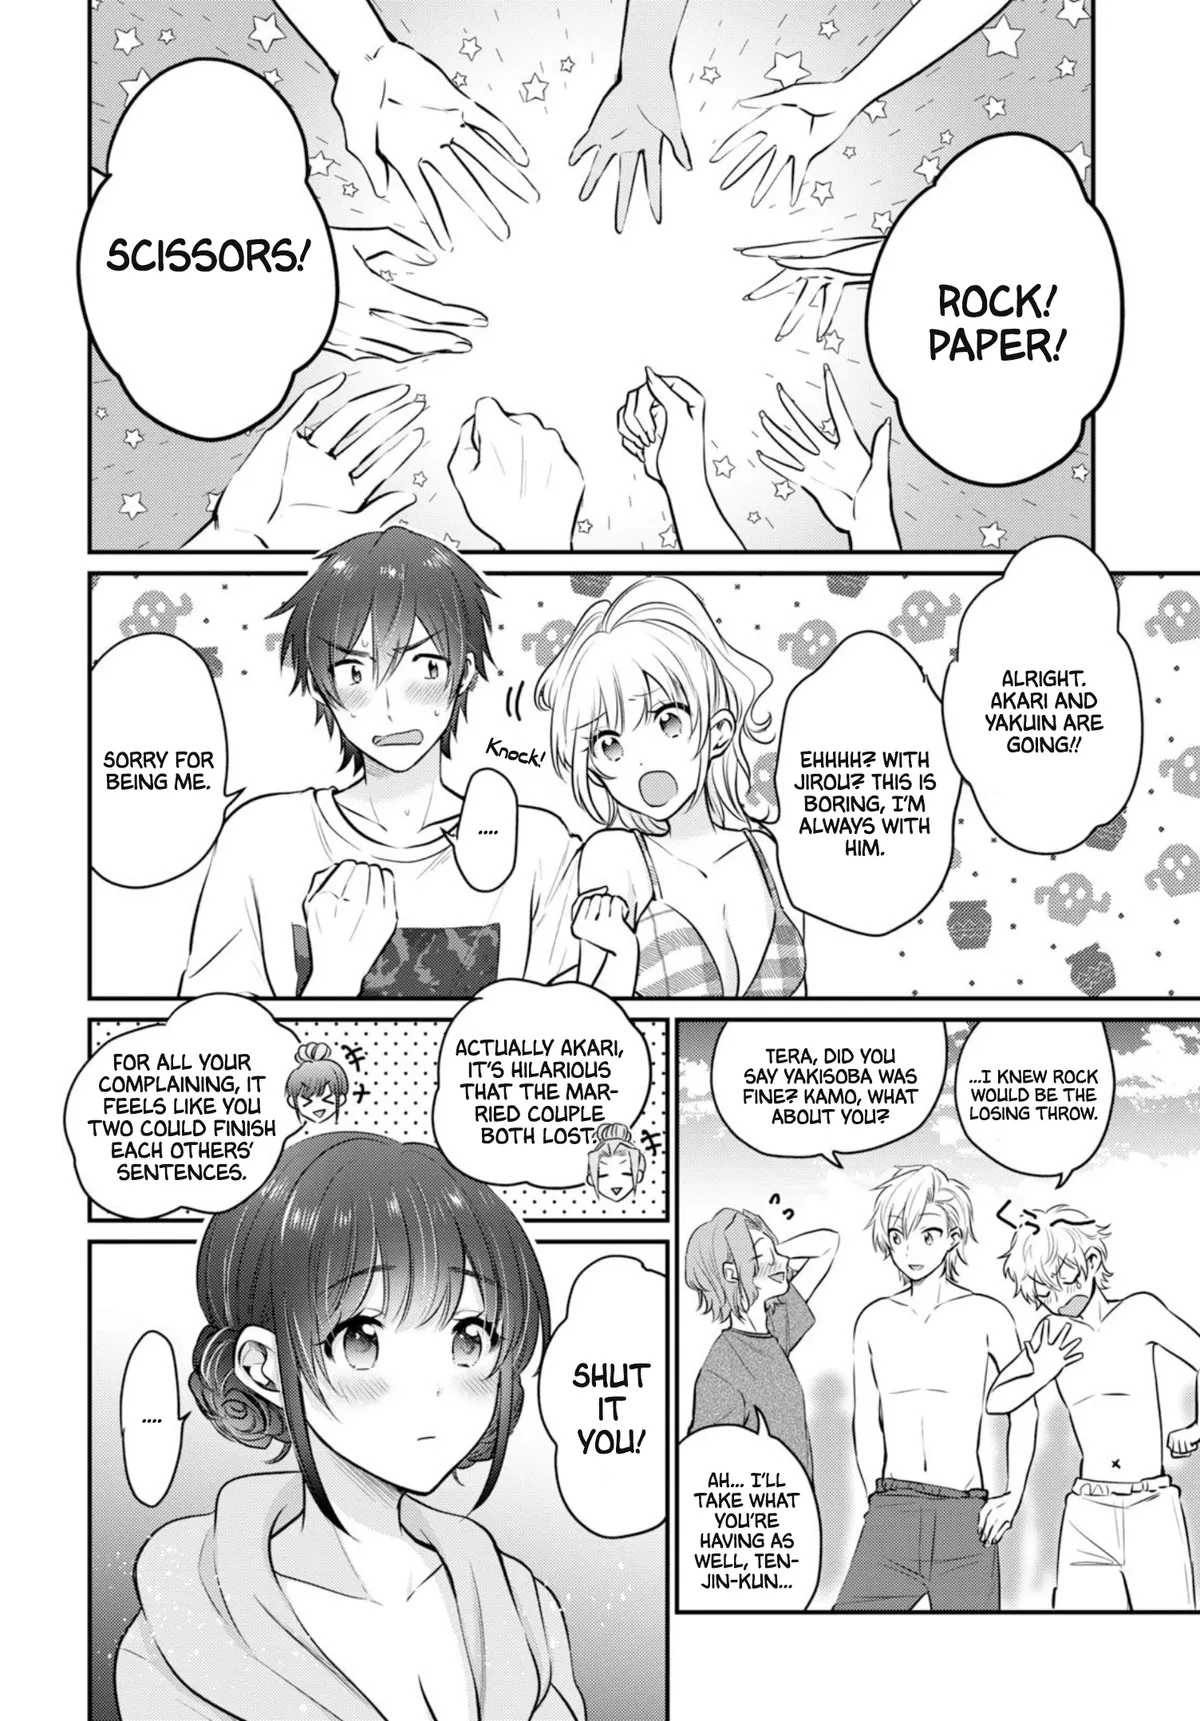 ROCK!
PAPER!
SCISSORS!
ALRIGHT.
AKARI AND
YAKUIN ARE
GOING!!
EHHHH? WITH
JIROU? THIS IS
BORING, I'M
ALWAYS WITH
HIM.
Knock!
.....
SORRY FOR
BEING ME.
...I KNEW ROCK
WOULD BE THE
LOSING THROW.
TERA, DID YOU
SAY YAKISOBA WAS
FINE? KAMO, WHAT
ABOUT YOU?
AH... I'LL
TAKE WHAT
YOU'RE
HAVING AS
WELL, TEN-
JIN-KUN...
ACTUALLY AKARI,
IT'S HILARIOUS
THAT THE MAR-
RIED COUPLE
BOTH LOST.
FOR ALL YOUR
COMPLAINING, IT
FEELS LIKE YOU
TWO COULD FINISH
EACH OTHERS'
SENTENCES.
SHUT
IT
YOU!
.....